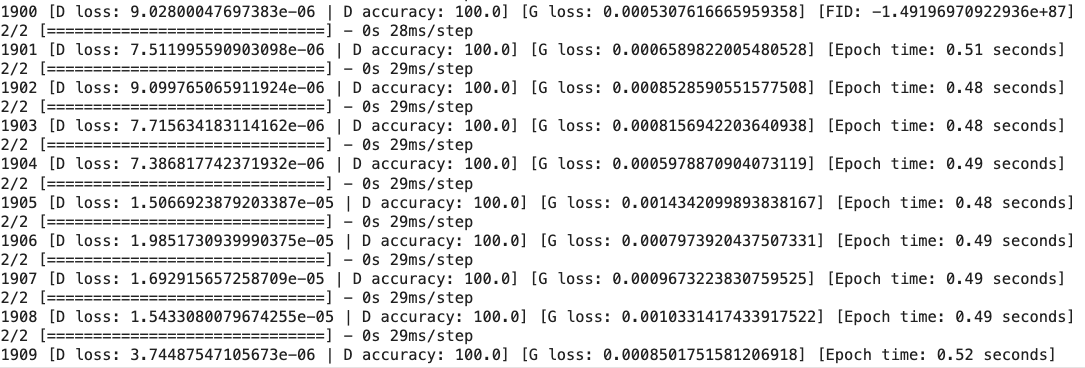 1900 [D loss: 9.02800047697383e-06 | D accuracy: 100.0] [G loss: 0.0005307616665959358] [FID: -1.49196970922936e+87]
2/2 [==============================] - 0s 28ms/step
1901 [D loss: 7.511995590903098e-06 | D accuracy: 100.0] [G loss: 0.0006589822005480528] [Epoch time: 0.51 seconds]
2/2 [==============================] - 0s 29ms/step
1902 [D loss: 9.099765065911924e-06 | D accuracy: 100.0] [G loss: 0.0008528590551577508] [Epoch time: 0.48 seconds]
2/2 [==============================] - 0s 29ms/step
1903 [D loss: 7.715634183114162e-06 | D accuracy: 100.0] [G loss: 0.0008156942203640938] [Epoch time: 0.48 seconds]
2/2 [==============================] - 0s 29ms/step
1904 [D loss: 7.386817742371932e-06 | D accuracy: 100.0] [G loss: 0.0005978870904073119] [Epoch time: 0.49 seconds]
2/2 [==============================] - 0s 29ms/step
1905 [D loss: 1.5066923879203387e-05 | D accuracy: 100.0] [G loss: 0.0014342099893838167] [Epoch time: 0.48 seconds]
2/2 [==============================] - 0s 29ms/step
1906 [D loss: 1.9851730939990375e-05 | D accuracy: 100.0] [G loss: 0.0007973920437507331] [Epoch time: 0.49 seconds]
2/2 [==============================] - 0s 29ms/step
1907 [D loss: 1.692915657258709e-05 | D accuracy: 100.0] [G loss: 0.0009673223830759525] [Epoch time: 0.49 seconds]
2/2 [==============================] - 0s 29ms/step
1908 [D loss: 1.5433080079674255e-05 | D accuracy: 100.0] [G loss: 0.0010331417433917522] [Epoch time: 0.49 seconds]
2/2 [==============================] - 0s 29ms/step
1909 [D loss: 3.74487547105673e-06 | D accuracy: 100.0] [G loss: 0.0008501751581206918] [Epoch time: 0.52 seconds]